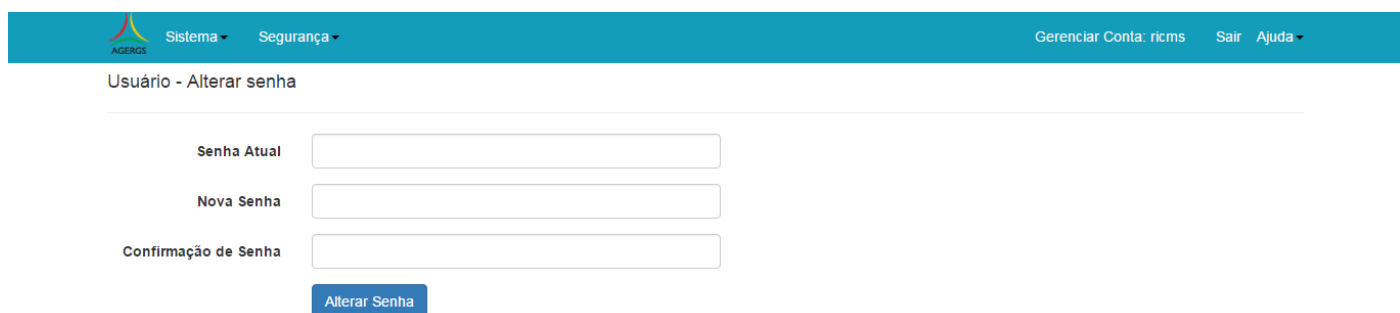 AGERGS Sistema Segurança Gerenciar Conta: ricms Sair Ajuda
Usuário - Alterar senha
Senha Atual
Nova Senha
Confirmação de Senha
Alterar Senha